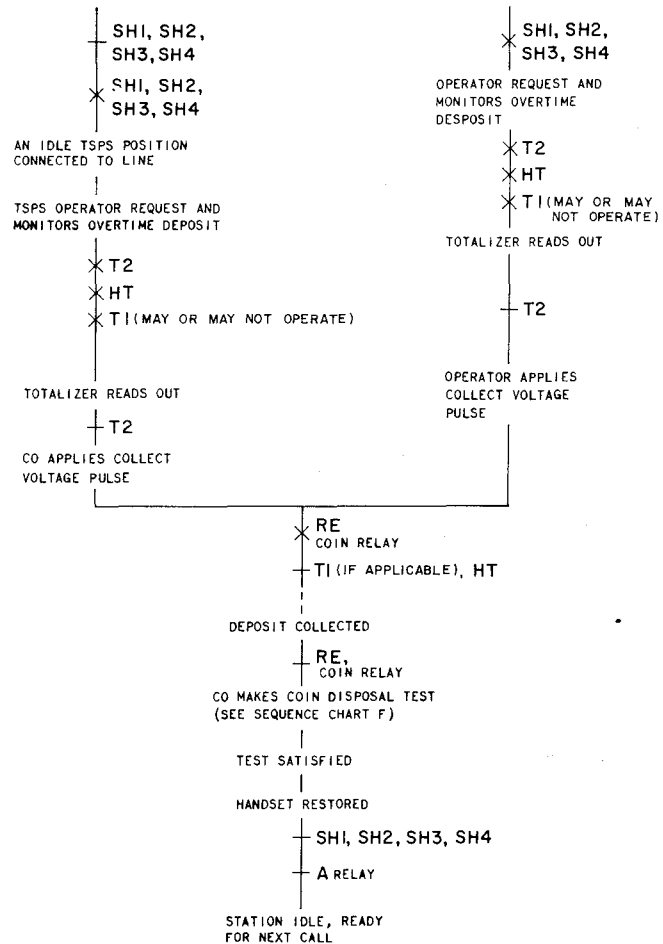 SH1, SH2,
SH3, SH4
SH1, SH2,
SH3, SH4
AN IDLE TSPS POSITION
CONNECTED TO LINE
TSPS OPERATOR REQUEST AND
MONITORS OVERTIME DEPOSIT
T2
HT
T1 (MAY OR MAY NOT OPERATE)
TOTALIZER READS OUT
T2
CO APPLIES COLLECT
VOLTAGE PULSE
SH1, SH2,
SH3, SH4
OPERATOR REQUEST AND
MONITORS OVERTIME
DESPOSIT
T2
HT
T1 (MAY OR MAY
NOT OPERATE)
TOTALIZER READS OUT
T2
OPERATOR APPLIES
COLLECT VOLTAGE
PULSE
RE
COIN RELAY
T1 (IF APPLICABLE), HT
DEPOSIT COLLECTED
RE,
COIN RELAY
CO MAKES COIN DISPOSAL TEST
(SEE SEQUENCE CHART F)
TEST SATISFIED
HANDSET RESTORED
SH1, SH2, SH3, SH4
A RELAY
STATION IDLE, READY
FOR NEXT CALL